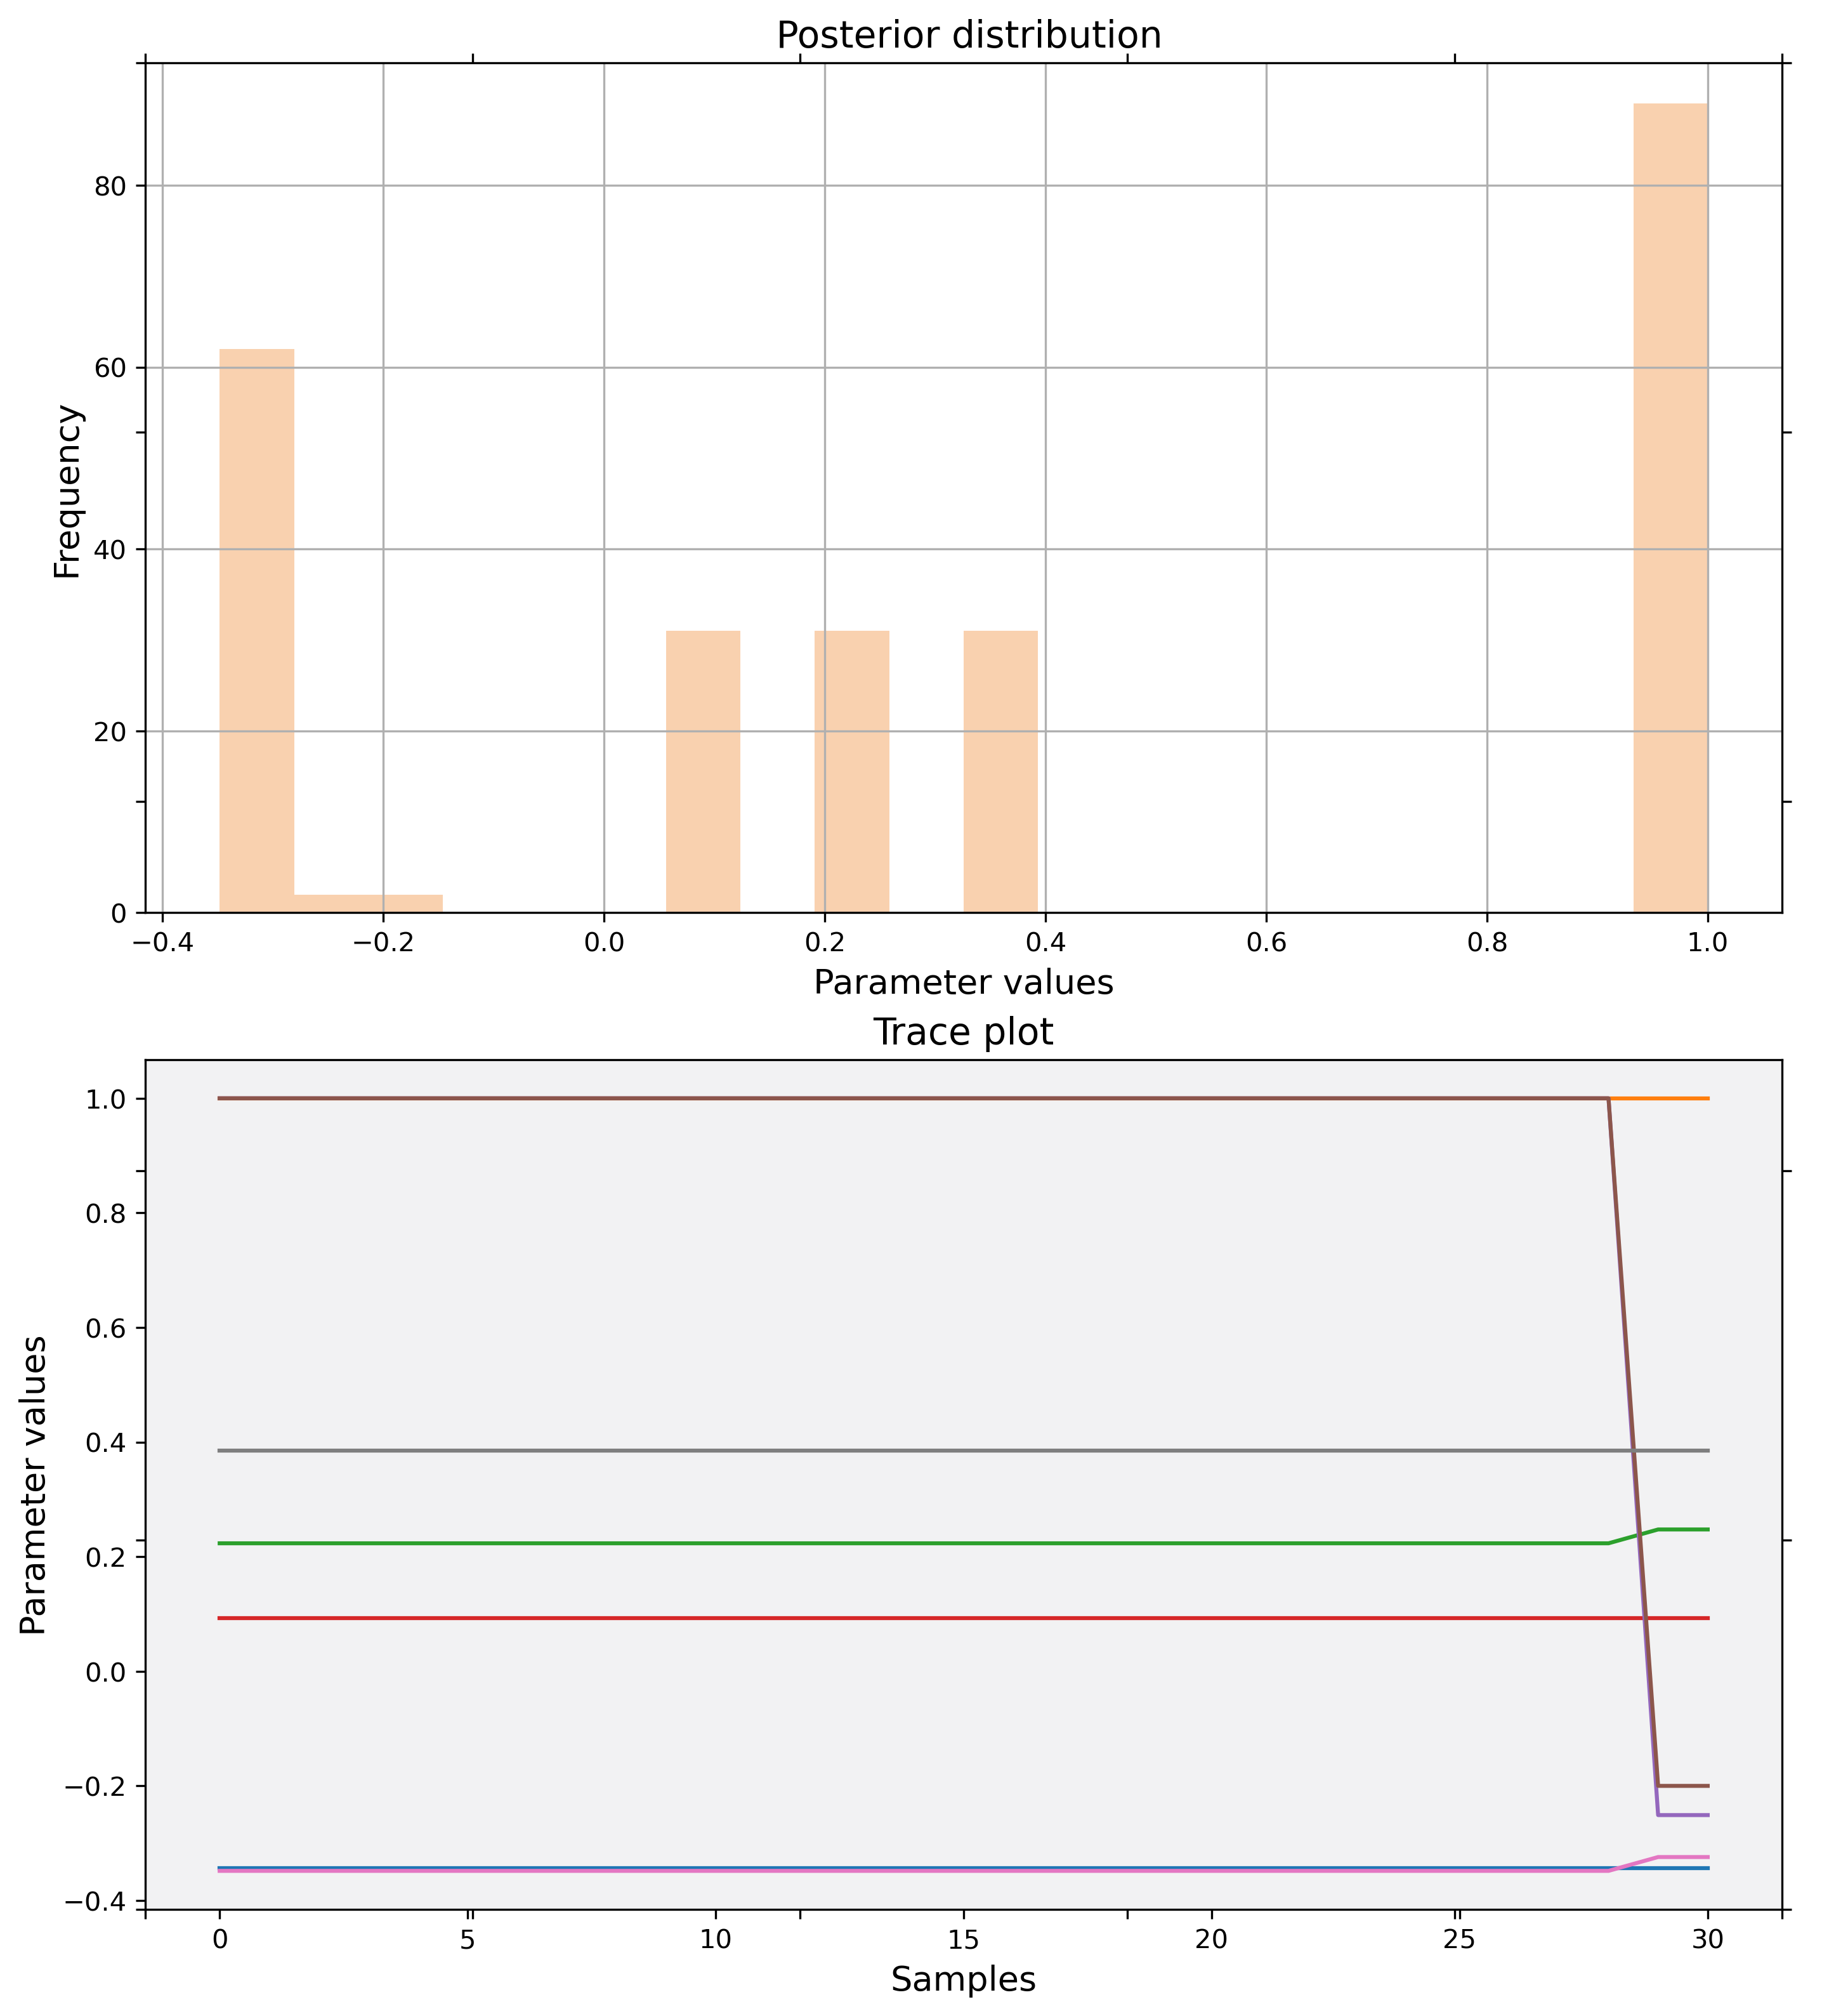 Posterior distribution
80
60
40
20
0
Frequency
−0.4 −0.2 0.0 0.2 0.4 0.6 0.8 1.0
Parameter values
Trace plot
1.0
0.8
0.6
0.4
0.2
0.0
−0.2
−0.4
Parameter values
0 5 10 15 20 25 30
Samples